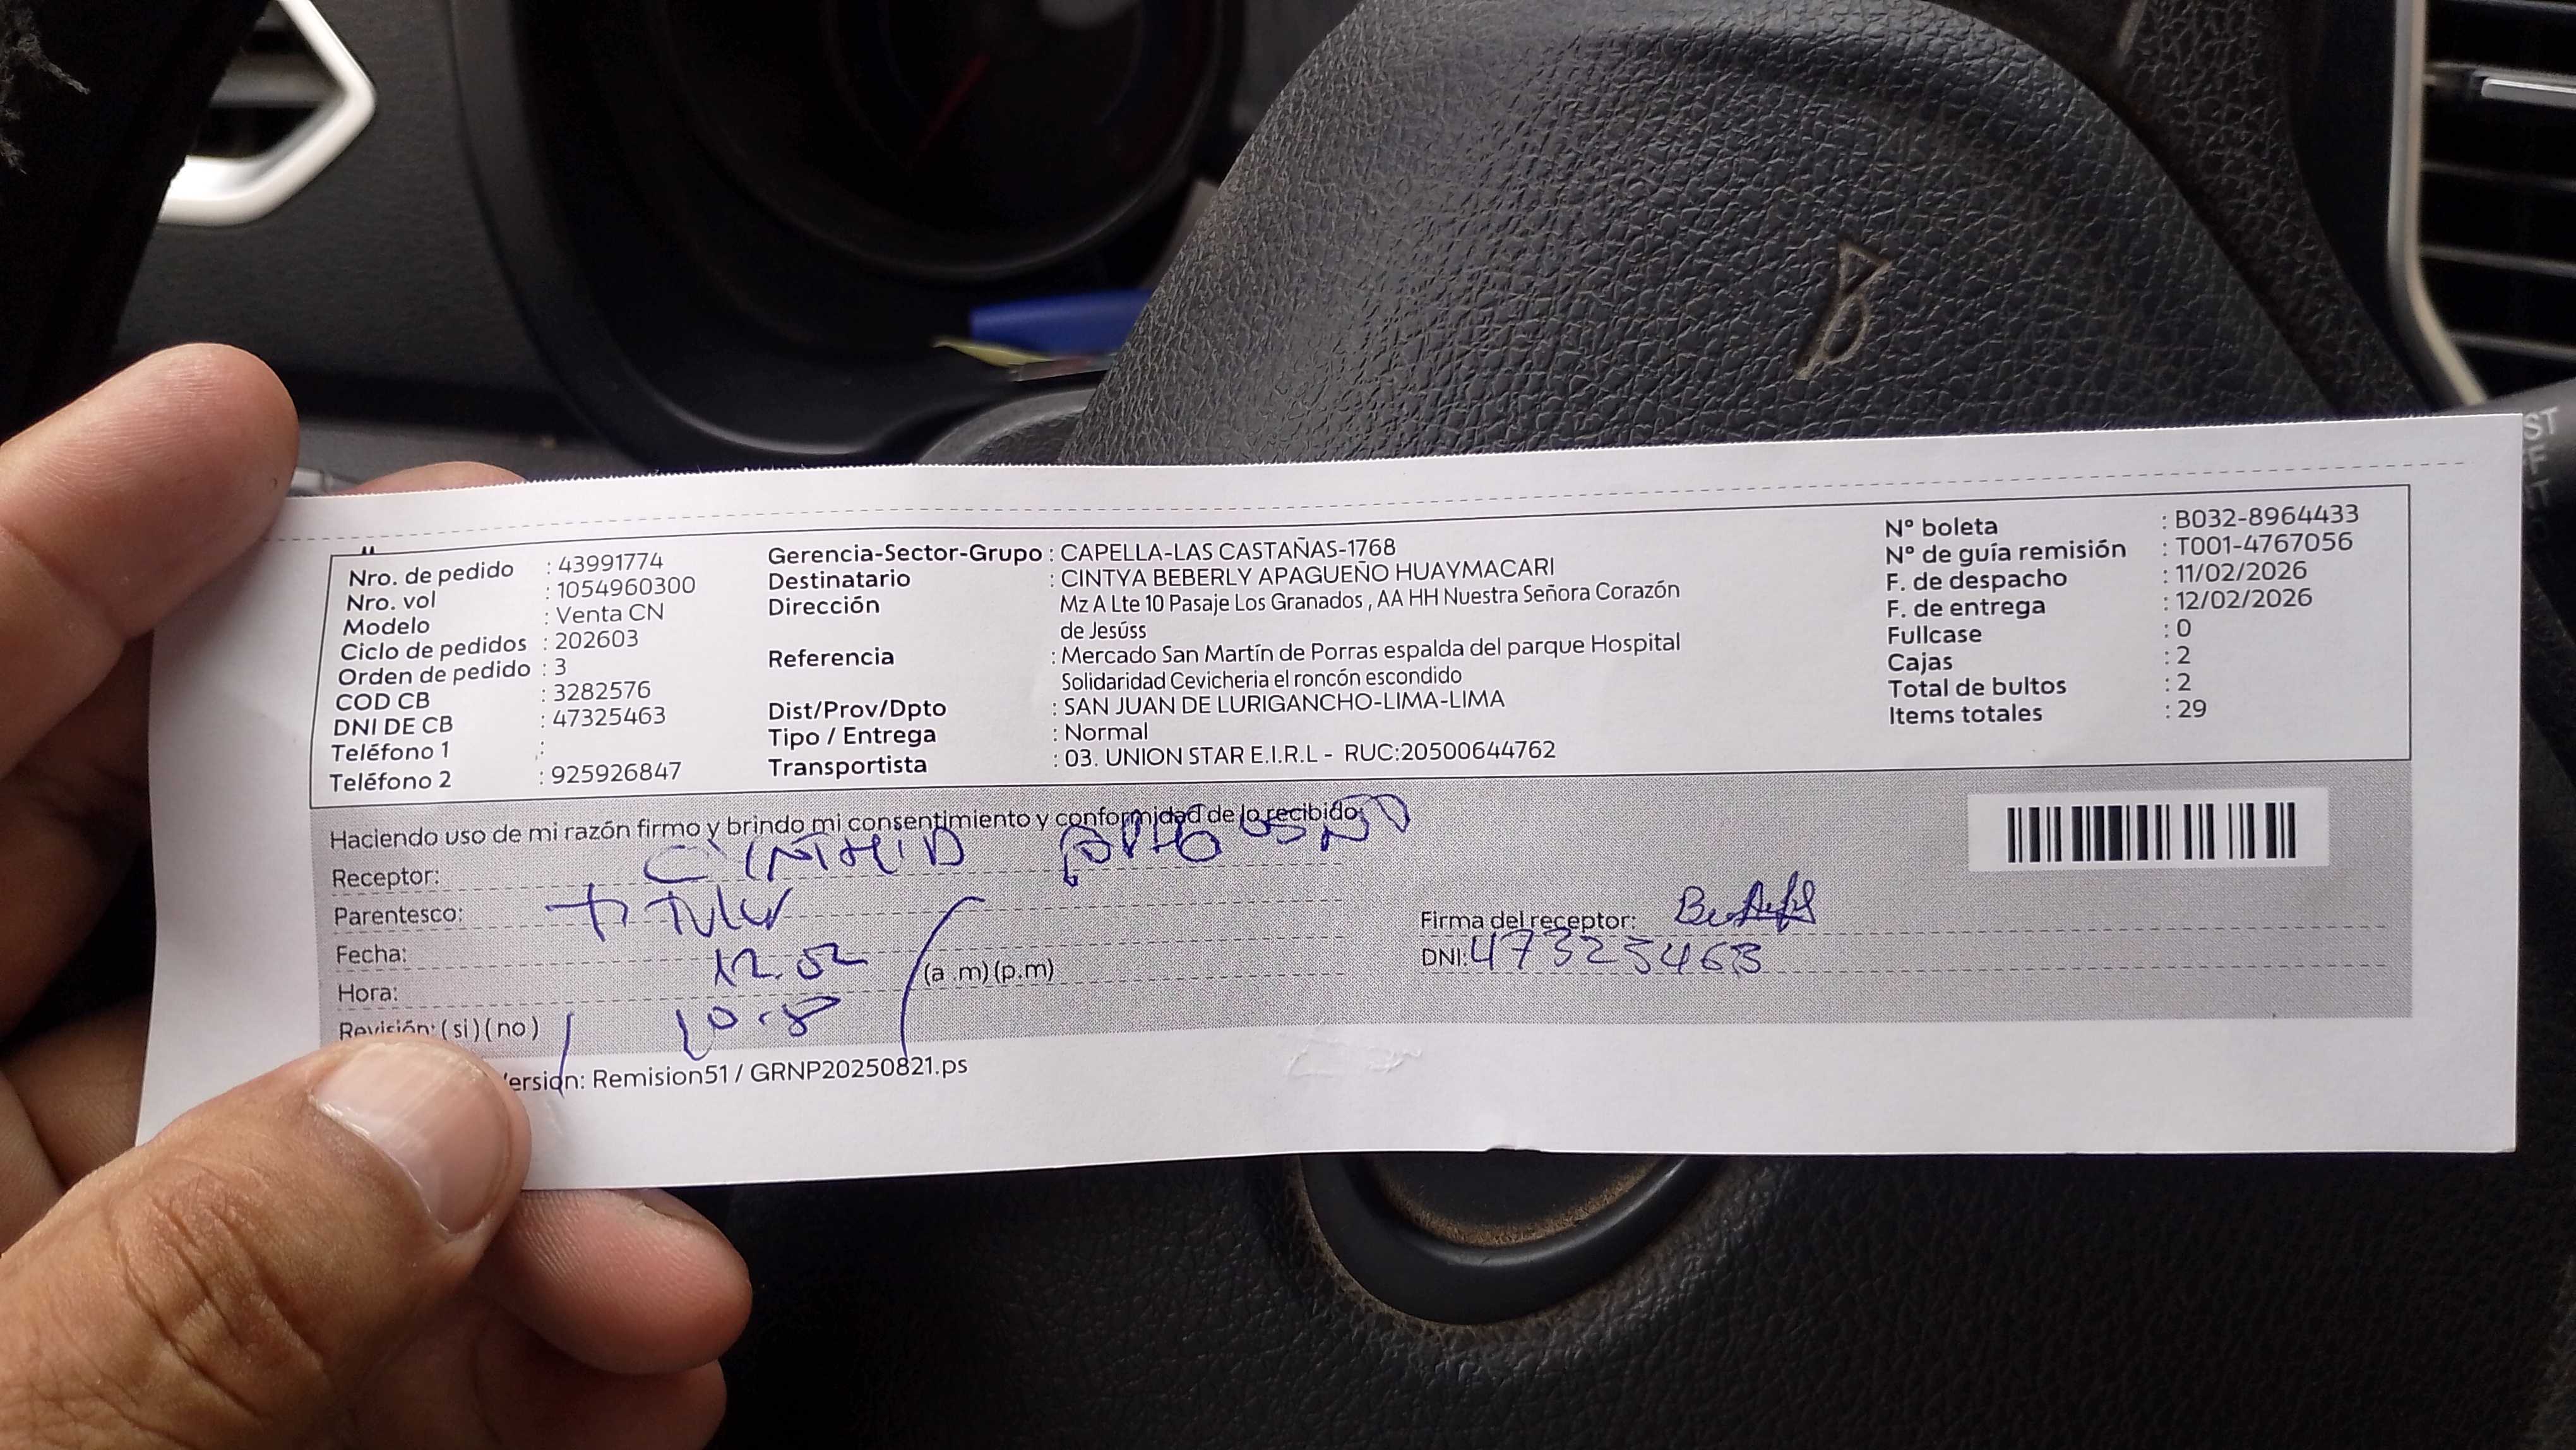 Nro. de pedido : 43991774
Nro. vol : 1054960300
Modelo : Venta CN
Ciclo de pedidos : 202603
Orden de pedido : 3
COD CB : 3282576
DNI DE CB : 47325463
Teléfono 1 :
Teléfono 2 : 925926847
Gerencia-Sector-Grupo : CAPELLA-LAS CASTAÑAS-1768
Destinatario : CINTYA BEBERLY APAGUEÑO HUAYMACARI
Dirección Mz A Lte 10 Pasaje Los Granados , AA HH Nuestra Señora Corazón
de Jesúss
Referencia : Mercado San Martín de Porras espalda del parque Hospital
Solidaridad Cevicheria el roncón escondido
Dist/Prov/Dpto : SAN JUAN DE LURIGANCHO-LIMA-LIMA
Tipo / Entrega : Normal
Transportista : 03. UNION STAR E.I.R.L - RUC:20500644762
N° boleta : B032-8964433
N° de guía remisión : T001-4767056
F. de despacho : 11/02/2026
F. de entrega : 12/02/2026
Fullcase : 0
Cajas : 2
Total de bultos : 2
Items totales : 29
Haciendo uso de mi razón firmo y brindo mi consentimiento y conformidad de lo recibido:
Receptor:
Parentesco: titular
Fecha: 12.02
Hora: (a .m) (p.m)
Revisión: ( si ) ( no )
Firma del receptor:
DNI: 47325463
ersion: Remision51 / GRNP20250821.ps
ST